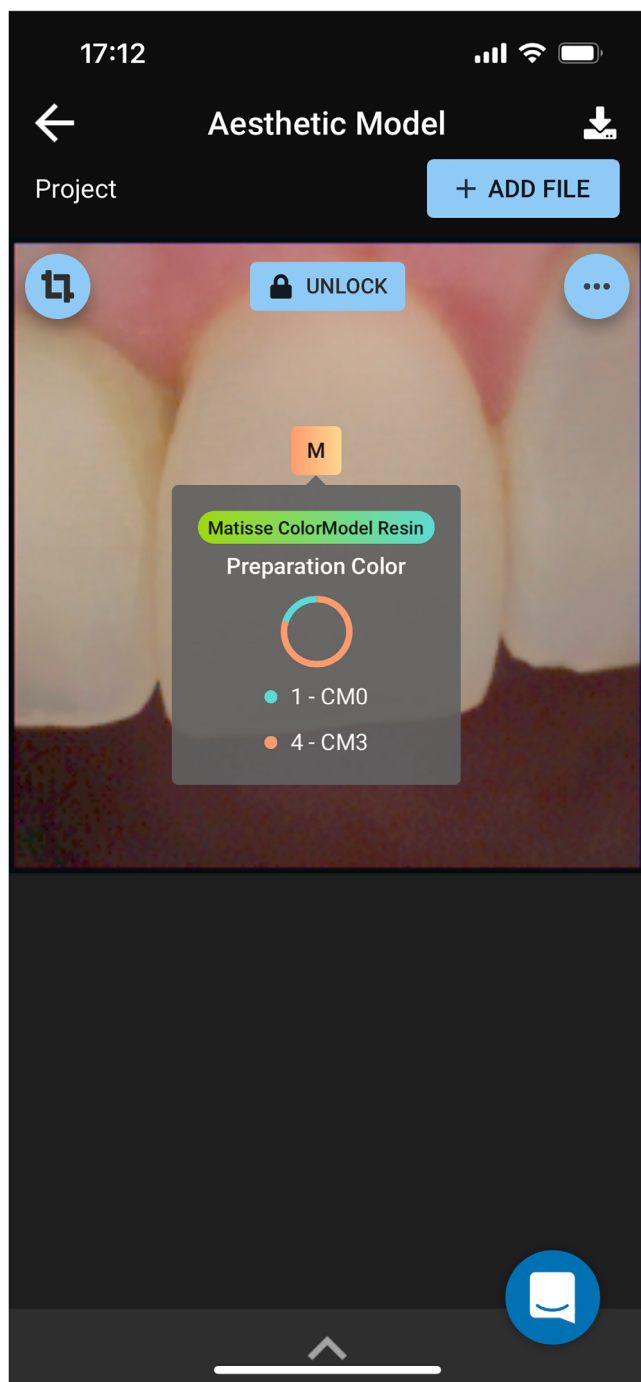 17:12
Aesthetic Model
Project
+ ADD FILE
UNLOCK
M
Matisse ColorModel Resin
Preparation Color
1 - CM0
4 - CM3